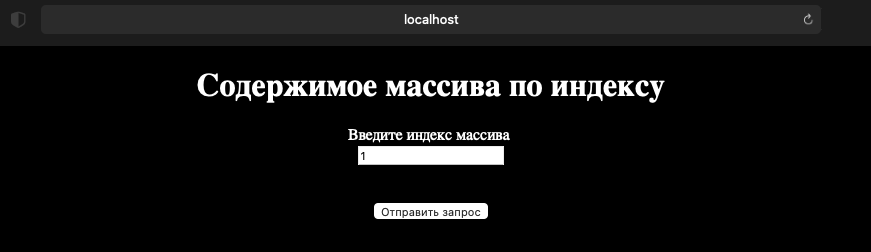 localhost
Содержимое массива по индексу
Введите индекс массива
1
Отправить запрос